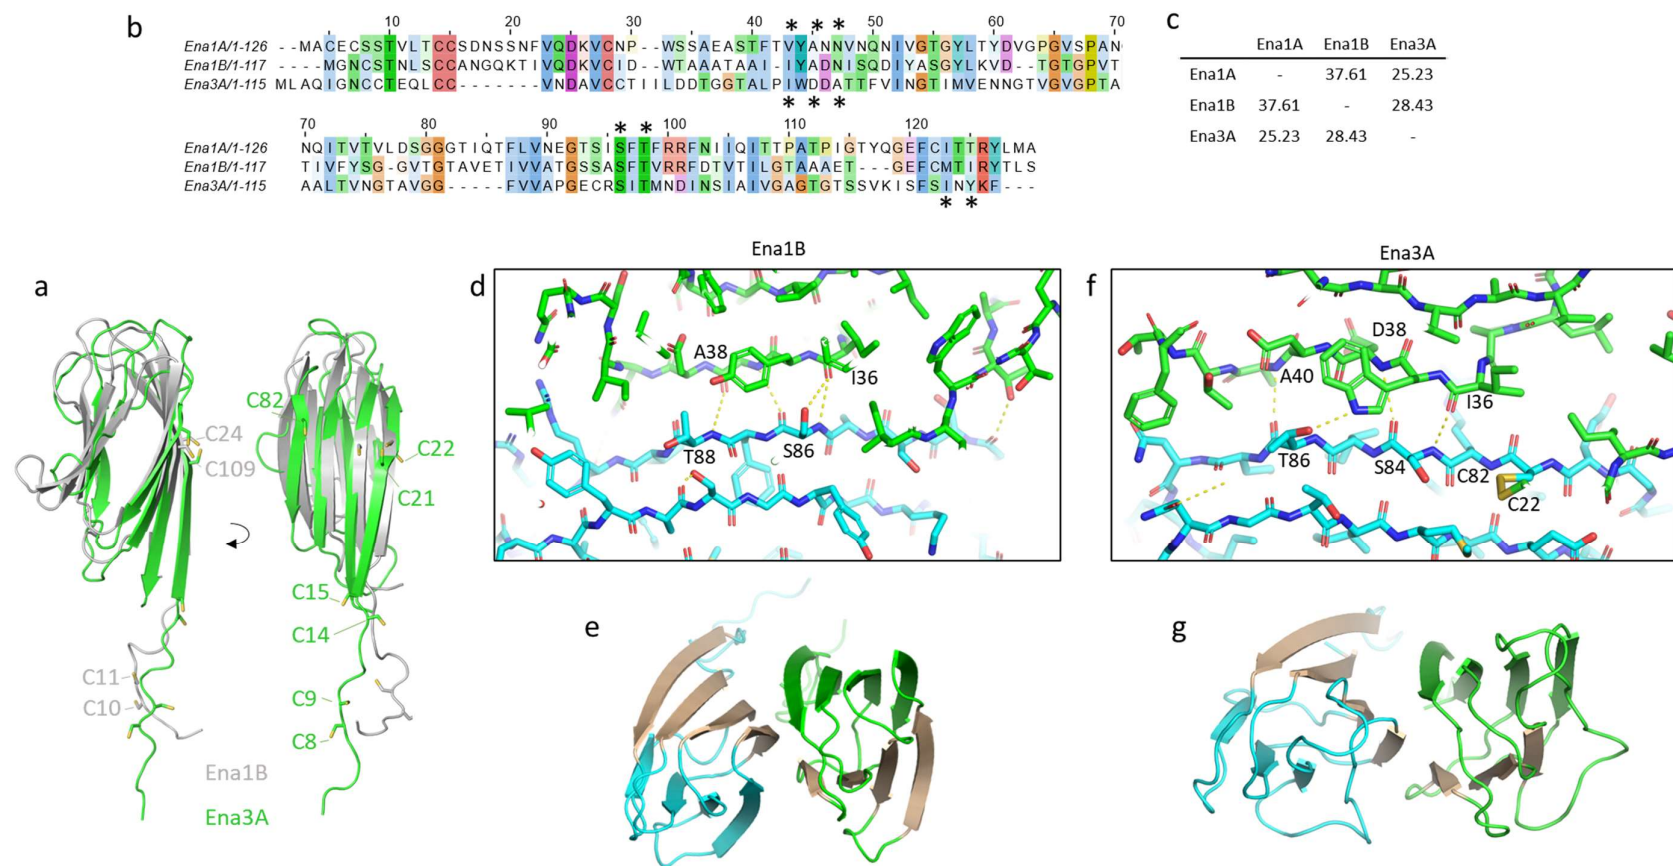 b
10 20 30 40 50 60 70
* * *
Ena1A/1-126 --MACECSSTVLTCCSDNSSNFVQDKVCNP-WSSAEASTFTVYANNVNQNIVGTGYLTYDVGPGVSPAN
Ena1B/1-117 ----MGNCSTNLSCCANGQKTIVQDKVCID-WTAAATAAI-IYADNISQDIYASGYLKVD--TGTGPVT
Ena3A/1-115 MLAQIGNCCTEQLCC-------VNDAVCCTIILDDTGGTALPIWDDATTFVINGTIMVENNGTVGVGPTA
* * *
70 80 90 100 110 120
* *
Ena1A/1-126 NQITVTVLDSGGGTIQTFLVNEGTSISFTFRRFNIIQITTPATPIGTYQGEFCITTRYLMA
Ena1B/1-117 TIVFYSG-GVTGTAVETIVVATGSSASFTVRRFDTVTILGTAAAET---GEFCMTIRYTLS
Ena3A/1-115 AALTVNGTAVGG-----FVVAPGECRSITMNDINSIAIVGAGTGTSSVKISFSINYKF---
* *
c
Ena1A Ena1B Ena3A
Ena1A - 37.61 25.23
Ena1B 37.61 - 28.43
Ena3A 25.23 28.43 -
a
C24
C109
C11
C10
C82
C22
C21
C15
C14
C9
C8
Ena1B
Ena3A
d
Ena1B
A38
I36
T88
S86
f
Ena3A
D38
A40
I36
T86
S84
C82
C22
e
g